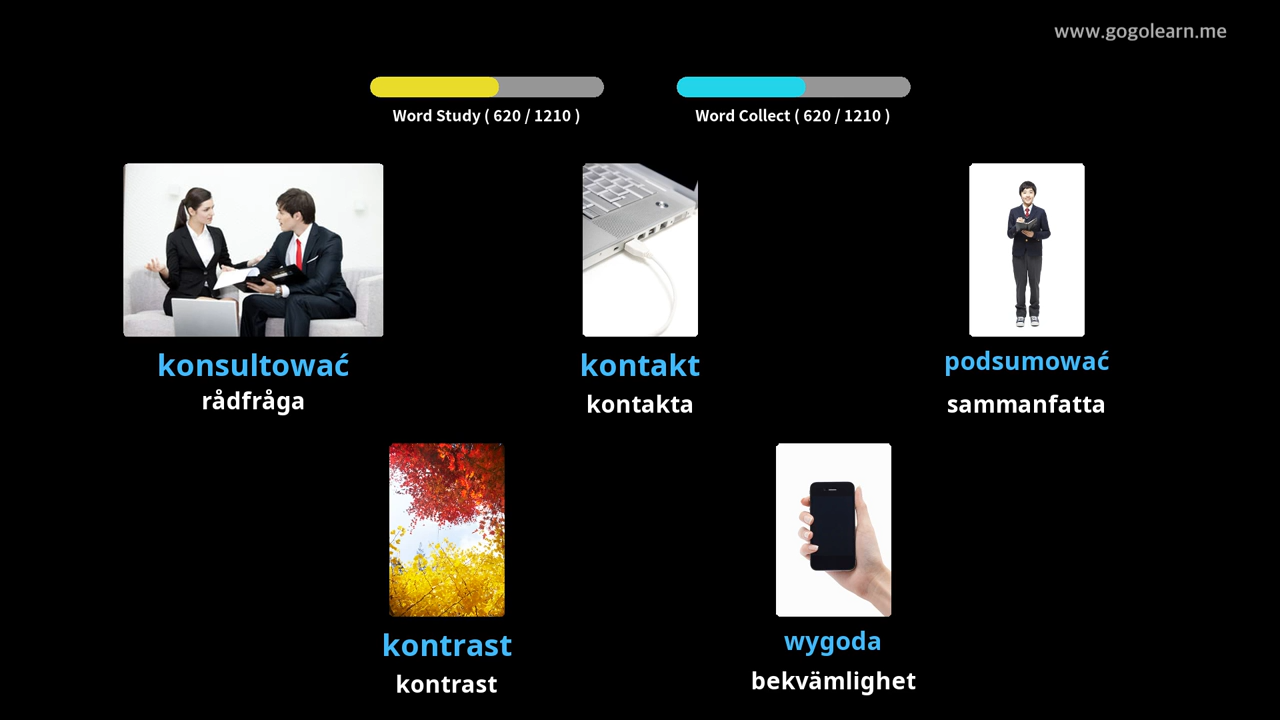 www.gogolearn.me
Word Study ( 620 / 1210 )
Word Collect ( 620 / 1210 )
konsultować
rådfråga
kontakt
kontakta
podsumować
sammanfatta
kontrast
kontrast
wygoda
bekvämlighet